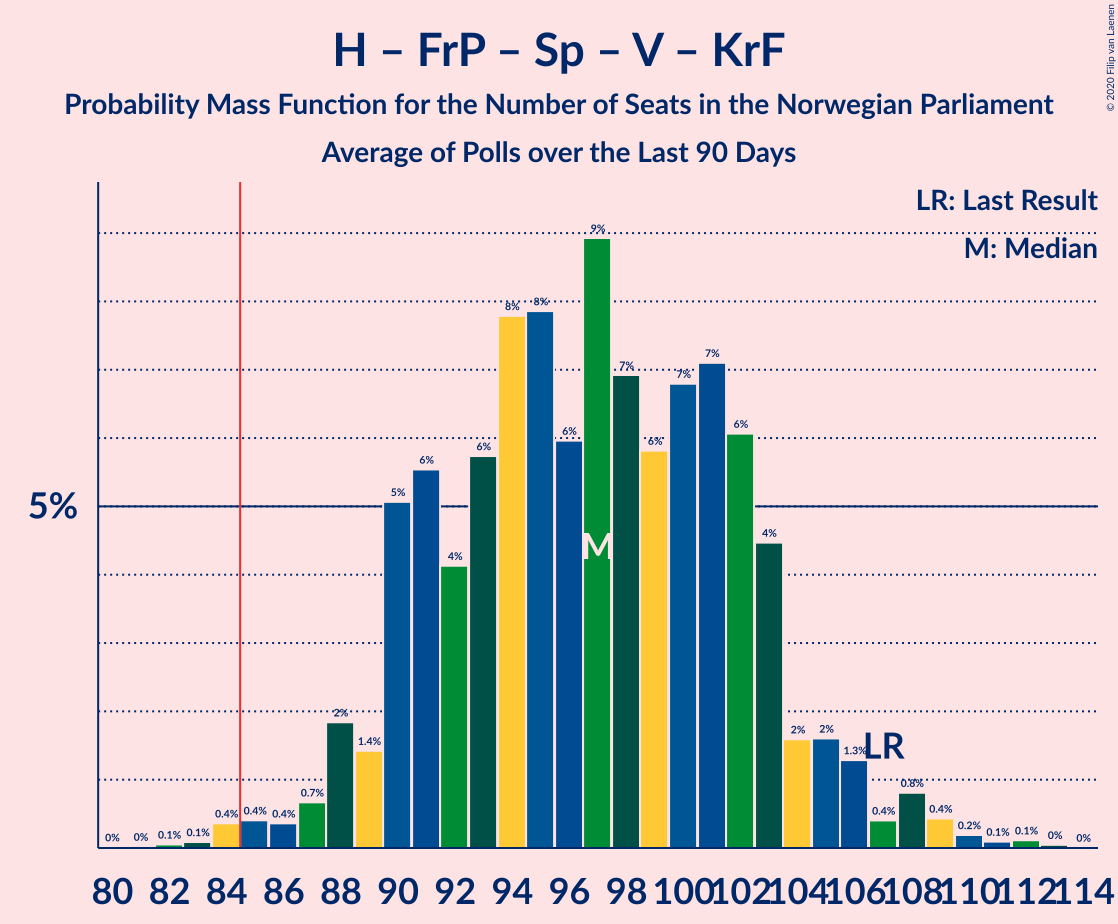 H – FrP – Sp – V – KrF
Probability Mass Function for the Number of Seats in the Norwegian Parliament
Average of Polls over the Last 90 Days
© 2020 Filip van Laenen
LR: Last Result
M: Median
5%
0% 0% 0.1% 0.1% 0.4% 0.4% 0.4% 0.7% 2% 1.4% 5% 6% 4% 6% 8% 8% 6% 9% 7% 6% 7% 7% 6% 4% 2% 2% 1.3% 0.4% 0.8% 0.4% 0.2% 0.1% 0.1% 0% 0%
M
LR
80 82 84 86 88 90 92 94 96 98 100 102 104 106 108 110 112 114